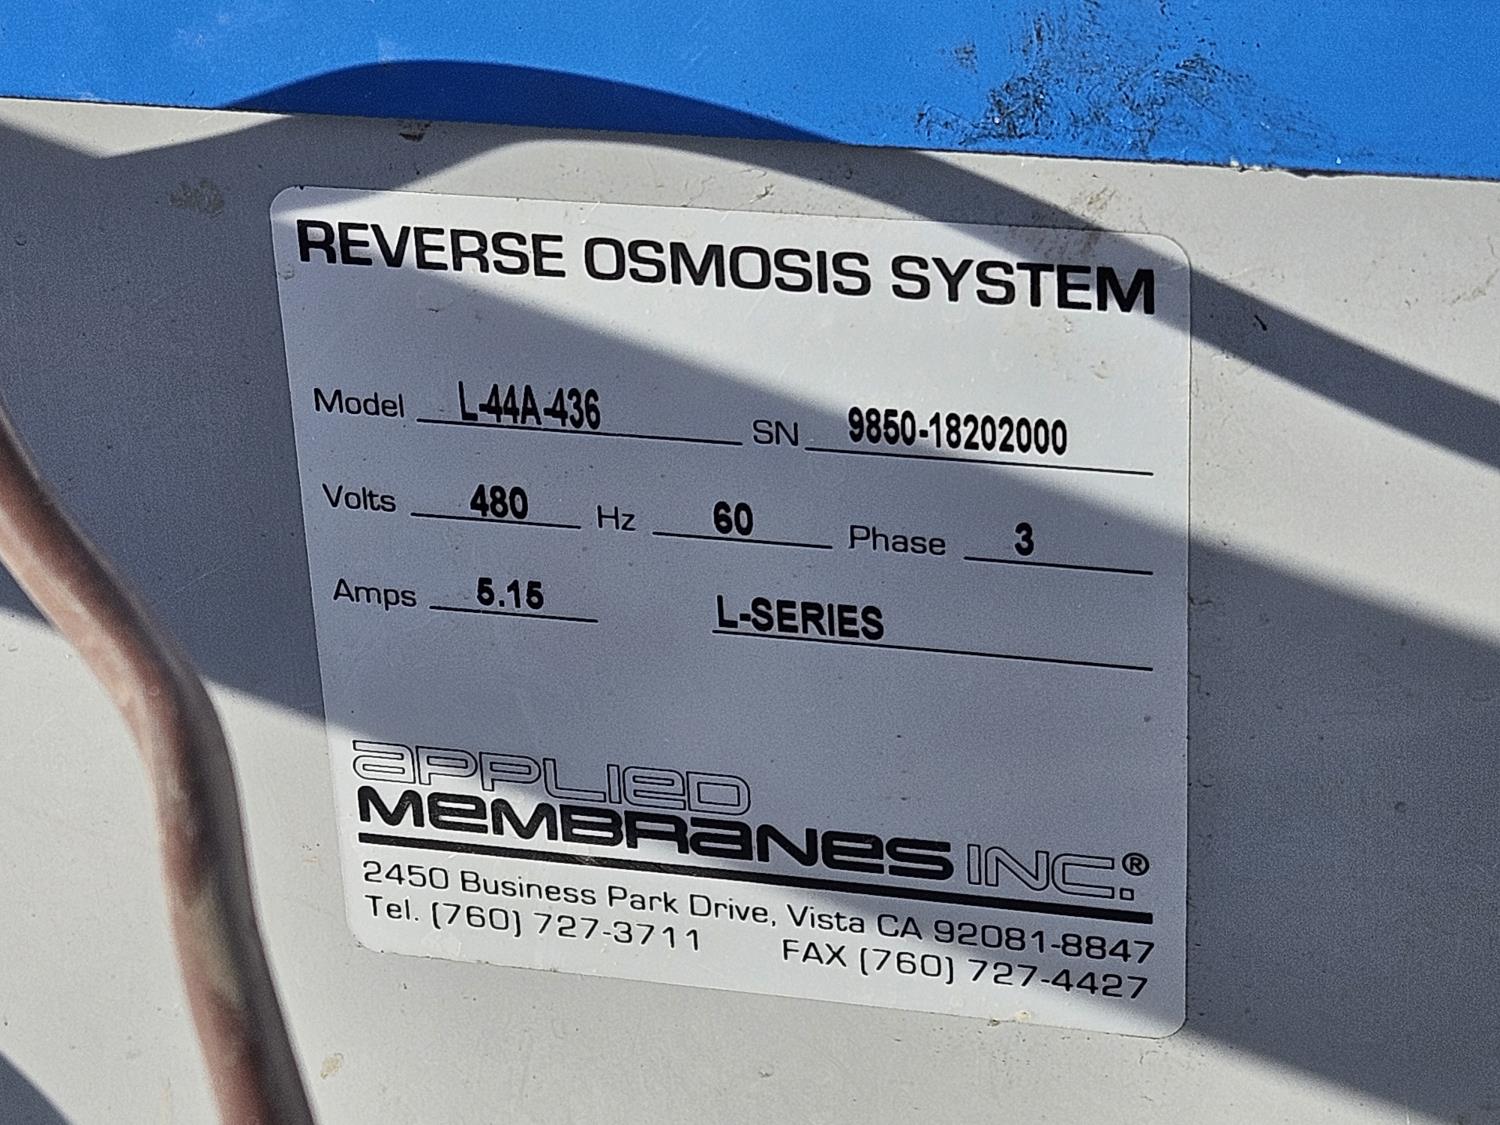 REVERSE OSMOSIS SYSTEM
Model L-44A-436 SN 9850-18202000
Volts 480 Hz 60 Phase 3
Amps 5.15 L-SERIES
APPLIED
MEMBRANES INC.®
2450 Business Park Drive, Vista CA 92081-8847
Tel. (760) 727-3711 FAX (760) 727-4427